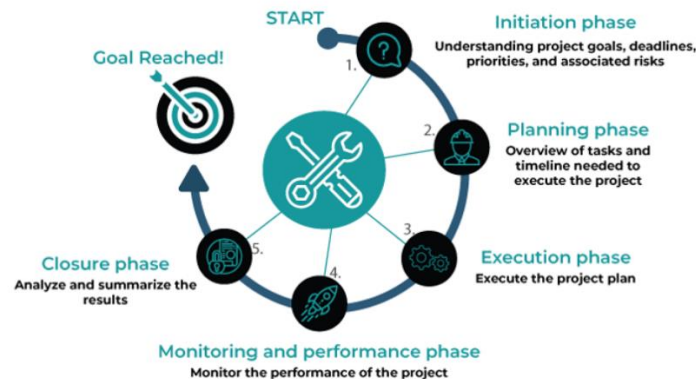 START
1.
Initiation phase
Understanding project goals, deadlines,
priorities, and associated risks
2.
Planning phase
Overview of tasks and
timeline needed to
execute the project
3.
Execution phase
Execute the project plan
4.
Monitoring and performance phase
Monitor the performance of the project
5.
Closure phase
Analyze and summarize the
results
Goal Reached!